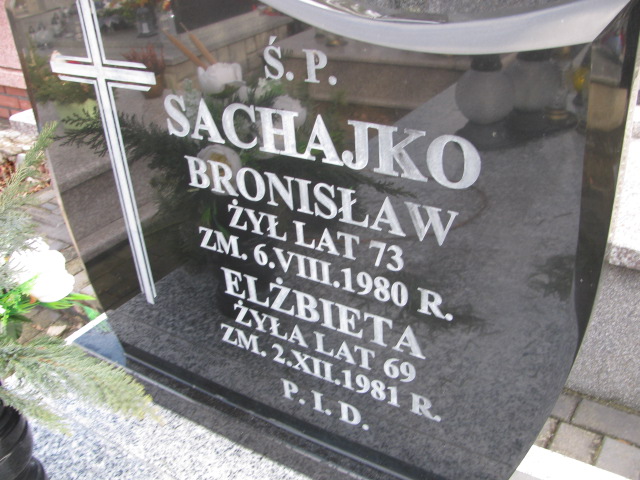 Ś. P.
SACHAJKO
BRONISŁAW
ŻYŁ LAT 73
ZM. 6.VIII.1980 R.
ELŻBIETA
ŻYŁA LAT 69
ZM. 2.XII.1981 R.
P. I. D.